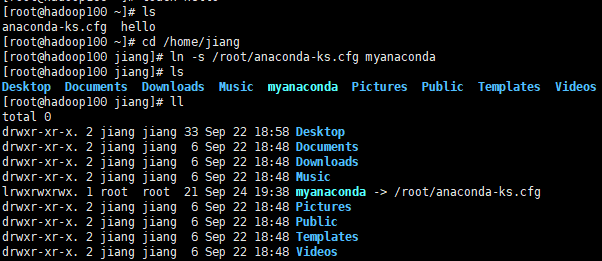 [root@hadoop100 ~]# ls
anaconda-ks.cfg  hello
[root@hadoop100 ~]# cd /home/jiang
[root@hadoop100 jiang]# ln -s /root/anaconda-ks.cfg myanaconda
[root@hadoop100 jiang]# ls
Desktop  Documents  Downloads  Music  myanaconda  Pictures  Public  Templates  Videos
[root@hadoop100 jiang]# ll
total 0
drwxr-xr-x. 2 jiang jiang 33 Sep 22 18:58 Desktop
drwxr-xr-x. 2 jiang jiang  6 Sep 22 18:48 Documents
drwxr-xr-x. 2 jiang jiang  6 Sep 22 18:48 Downloads
drwxr-xr-x. 2 jiang jiang  6 Sep 22 18:48 Music
lrwxrwxrwx. 1 root  root  21 Sep 24 19:38 myanaconda -> /root/anaconda-ks.cfg
drwxr-xr-x. 2 jiang jiang  6 Sep 22 18:48 Pictures
drwxr-xr-x. 2 jiang jiang  6 Sep 22 18:48 Public
drwxr-xr-x. 2 jiang jiang  6 Sep 22 18:48 Templates
drwxr-xr-x. 2 jiang jiang  6 Sep 22 18:48 Videos